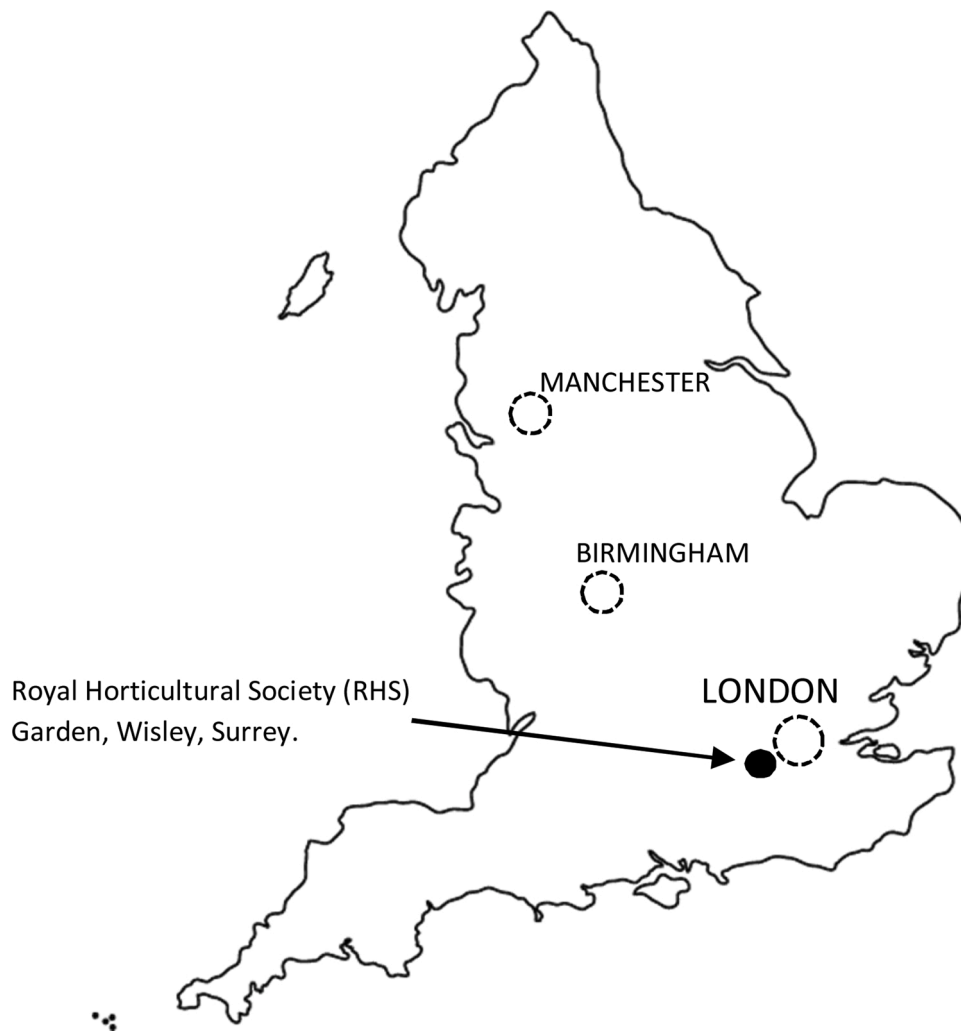 MANCHESTER
BIRMINGHAM
Royal Horticultural Society (RHS)
Garden, Wisley, Surrey.
LONDON